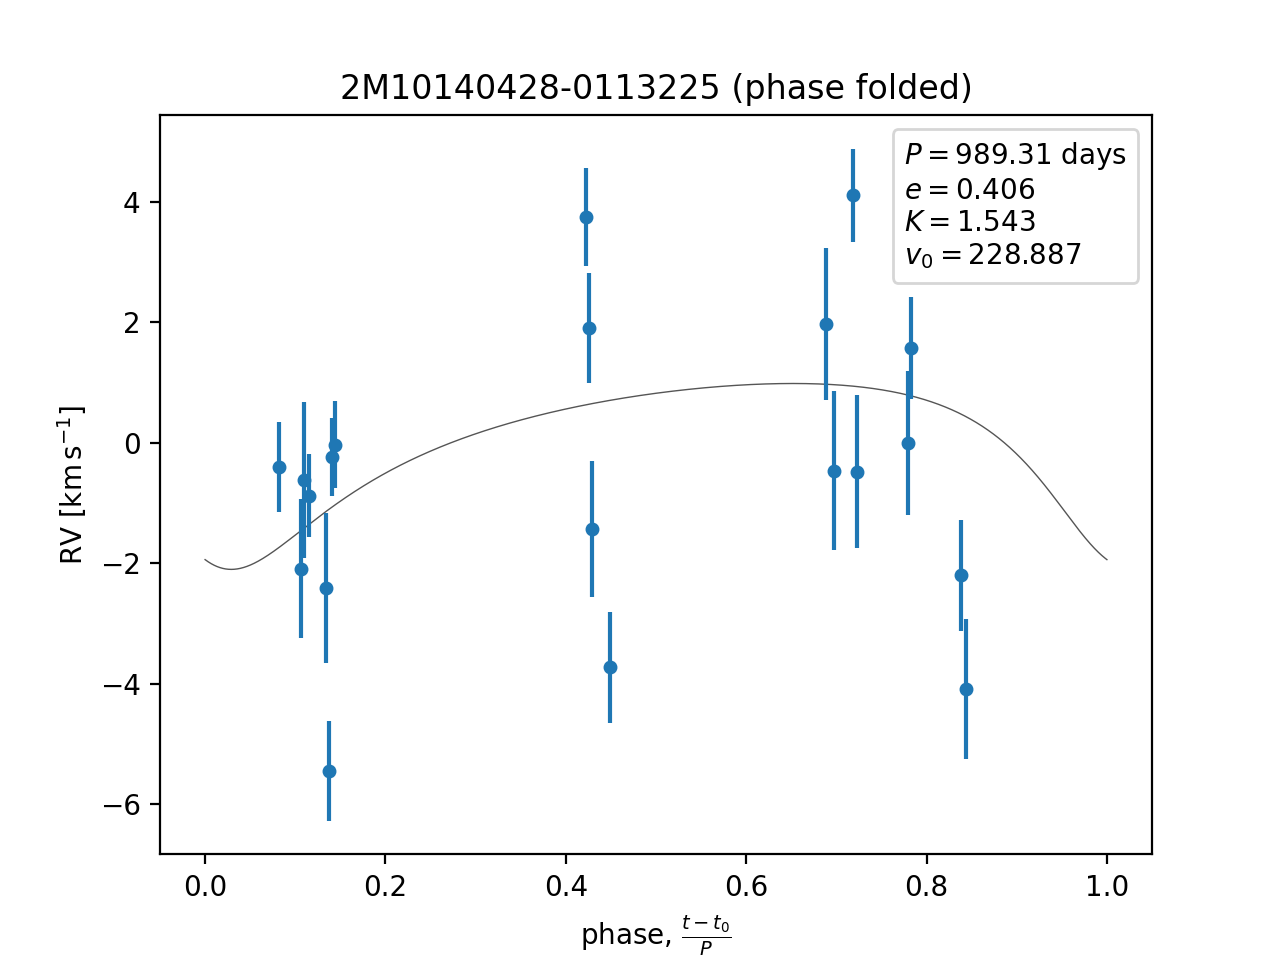 2M10140428-0113225 (phase folded)
P = 989.31 days
e = 0.406
K = 1.543
v₀ = 228.887
4
2
0
−2
−4
−6
RV [km s⁻¹]
0.0 0.2 0.4 0.6 0.8 1.0
phase, (t − t₀)/P